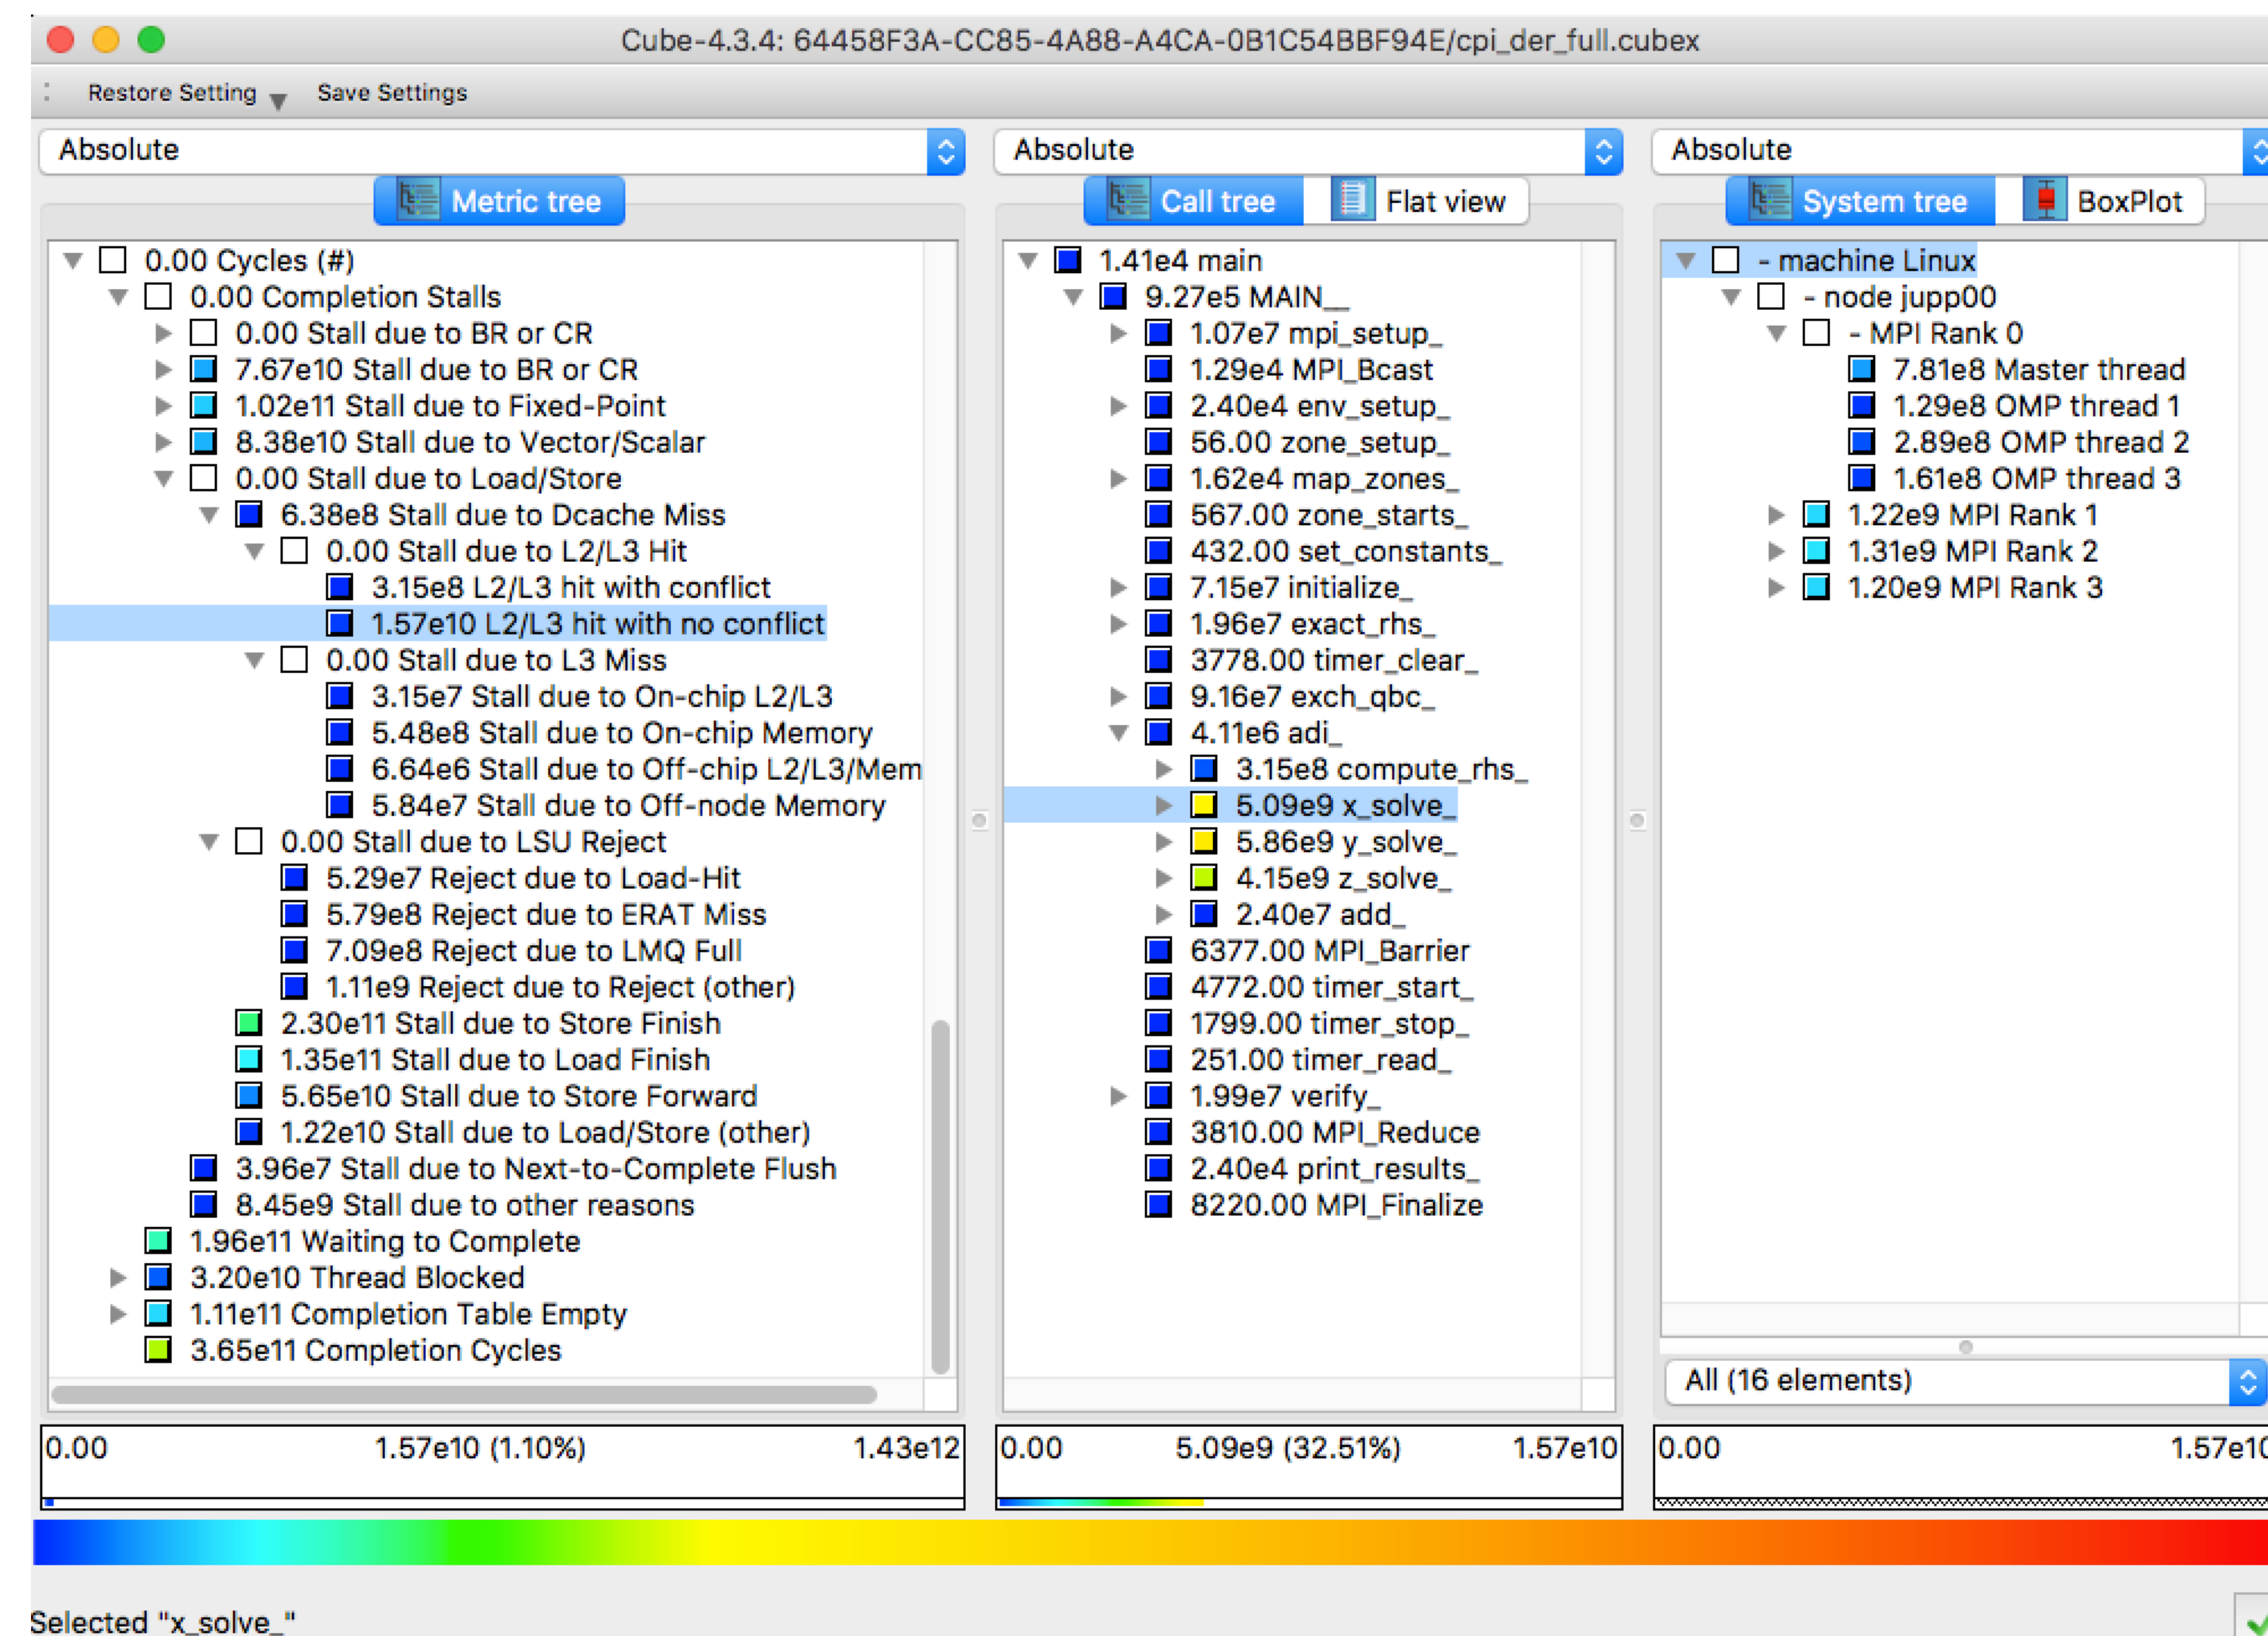 Cube-4.3.4: 64458F3A-CC85-4A88-A4CA-0B1C54BBF94E/cpi_der_full.cubex
Restore Setting Save Settings
Absolute
Metric tree
0.00 Cycles (#)
0.00 Completion Stalls
0.00 Stall due to BR or CR
7.67e10 Stall due to BR or CR
1.02e11 Stall due to Fixed-Point
8.38e10 Stall due to Vector/Scalar
0.00 Stall due to Load/Store
6.38e8 Stall due to Dcache Miss
0.00 Stall due to L2/L3 Hit
3.15e8 L2/L3 hit with conflict
1.57e10 L2/L3 hit with no conflict
0.00 Stall due to L3 Miss
3.15e7 Stall due to On-chip L2/L3
5.48e8 Stall due to On-chip Memory
6.64e6 Stall due to Off-chip L2/L3/Mem
5.84e7 Stall due to Off-node Memory
0.00 Stall due to LSU Reject
5.29e7 Reject due to Load-Hit
5.79e8 Reject due to ERAT Miss
7.09e8 Reject due to LMQ Full
1.11e9 Reject due to Reject (other)
2.30e11 Stall due to Store Finish
1.35e11 Stall due to Load Finish
5.65e10 Stall due to Store Forward
1.22e10 Stall due to Load/Store (other)
3.96e7 Stall due to Next-to-Complete Flush
8.45e9 Stall due to other reasons
1.96e11 Waiting to Complete
3.20e10 Thread Blocked
1.11e11 Completion Table Empty
3.65e11 Completion Cycles
0.00 1.57e10 (1.10%) 1.43e12
Absolute
Call tree Flat view
1.41e4 main
9.27e5 MAIN__
1.07e7 mpi_setup_
1.29e4 MPI_Bcast
2.40e4 env_setup_
56.00 zone_setup_
1.62e4 map_zones_
567.00 zone_starts_
432.00 set_constants_
7.15e7 initialize_
1.96e7 exact_rhs_
3778.00 timer_clear_
9.16e7 exch_qbc_
4.11e6 adi_
3.15e8 compute_rhs_
5.09e9 x_solve_
5.86e9 y_solve_
4.15e9 z_solve_
2.40e7 add_
6377.00 MPI_Barrier
4772.00 timer_start_
1799.00 timer_stop_
251.00 timer_read_
1.99e7 verify_
3810.00 MPI_Reduce
2.40e4 print_results_
8220.00 MPI_Finalize
0.00 5.09e9 (32.51%) 1.57e10
Absolute
System tree BoxPlot
- machine Linux
- node jupp00
- MPI Rank 0
7.81e8 Master thread
1.29e8 OMP thread 1
2.89e8 OMP thread 2
1.61e8 OMP thread 3
1.22e9 MPI Rank 1
1.31e9 MPI Rank 2
1.20e9 MPI Rank 3
All (16 elements)
0.00 1.57e10
Selected "x_solve_"